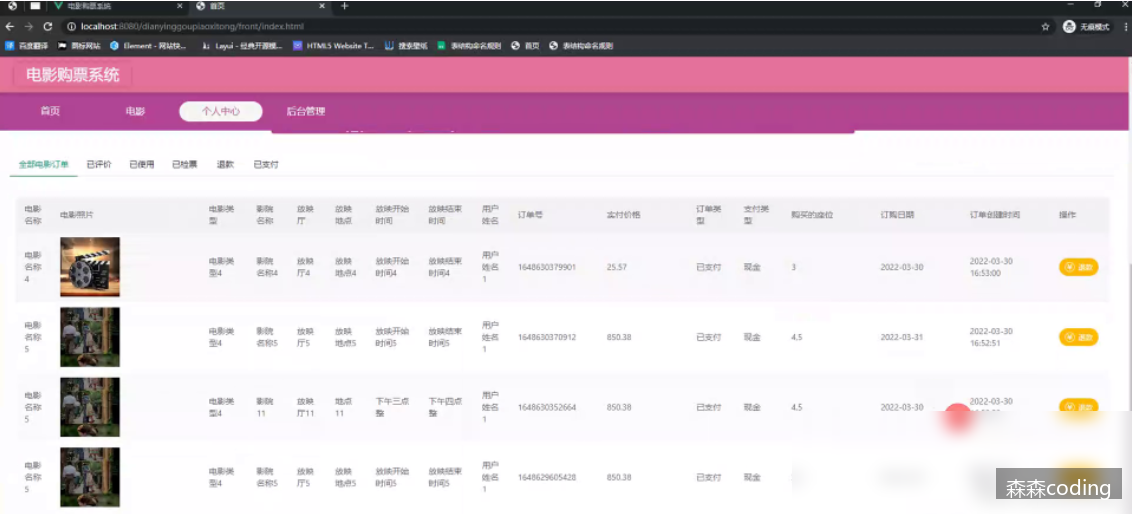 电影购票系统
首页
localhost:8080/dianyinggoupiaoxitong/front/index.html
无痕模式
百度翻译 图标网站 Element - 网站快... Layui - 经典开源模... HTML5 Website T... 搜索壁纸 表结构命名规则 首页 表结构命名规则
电影购票系统
首页 电影 个人中心 后台管理
全部电影订单 已评价 已使用 已检票 退款 已支付
电影名称 电影照片 电影类型 影院名称 放映厅 放映地点 放映开始时间 放映结束时间 用户姓名 订单号 实付价格 订单类型 支付类型 购买的座位 订购日期 订单创建时间 操作
电影名称4 电影类型4 影院名称4 放映厅4 放映地点4 放映开始时间4 放映结束时间4 用户姓名1 1648630379901 25.57 已支付 现金 3 2022-03-30 2022-03-30 16:53:00 退款
电影名称5 电影类型4 影院名称5 放映厅5 放映地点5 放映开始时间5 放映结束时间5 用户姓名1 1648630370912 850.38 已支付 现金 4.5 2022-03-31 2022-03-30 16:52:51 退款
电影名称5 电影类型4 影院11 放映厅11 地点11 下午三点整 下午四点整 用户姓名1 1648630352664 850.38 已支付 现金 4.5 2022-03-30 2022-03-30 退款
电影名称5 电影类型4 影院名称5 放映厅5 放映地点5 放映开始时间5 放映结束时间5 用户姓名1 1648629605428 850.38 已支付 现金
森森coding